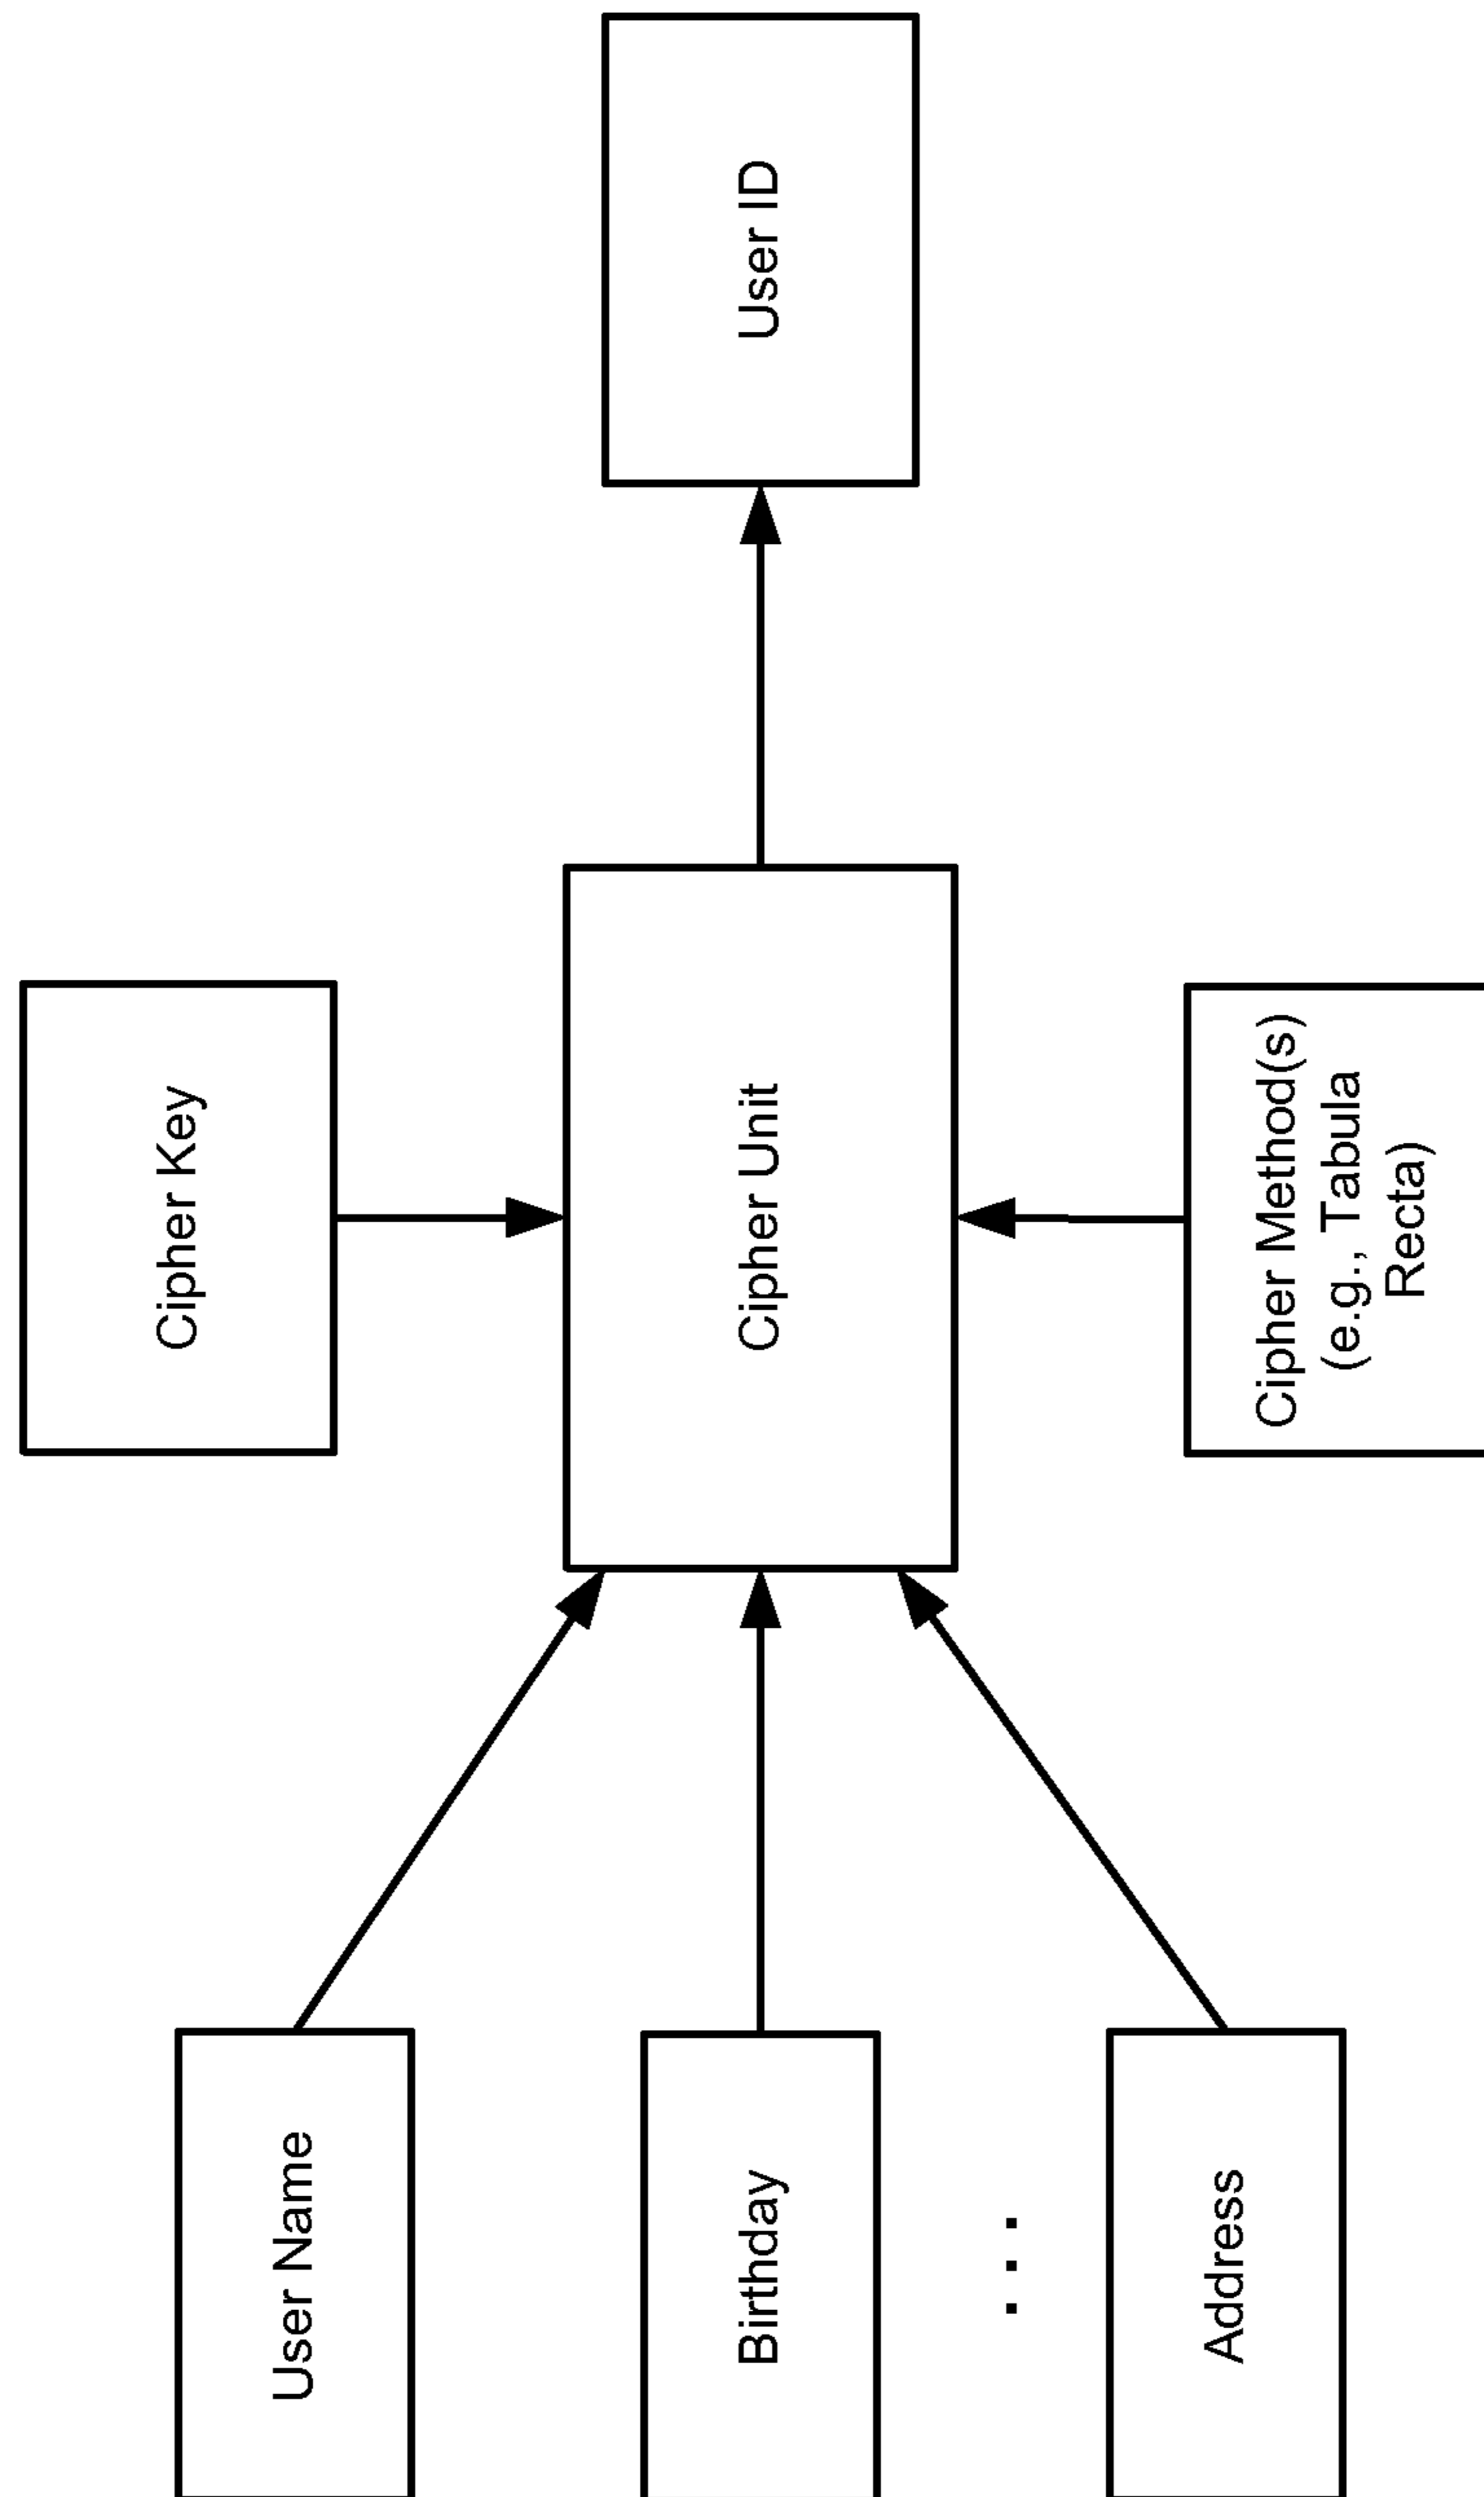 Cipher Key
User Name
Birthday
. . .
Address
Cipher Unit
User ID
Cipher Method(s)
(e.g., Tabula
Recta)